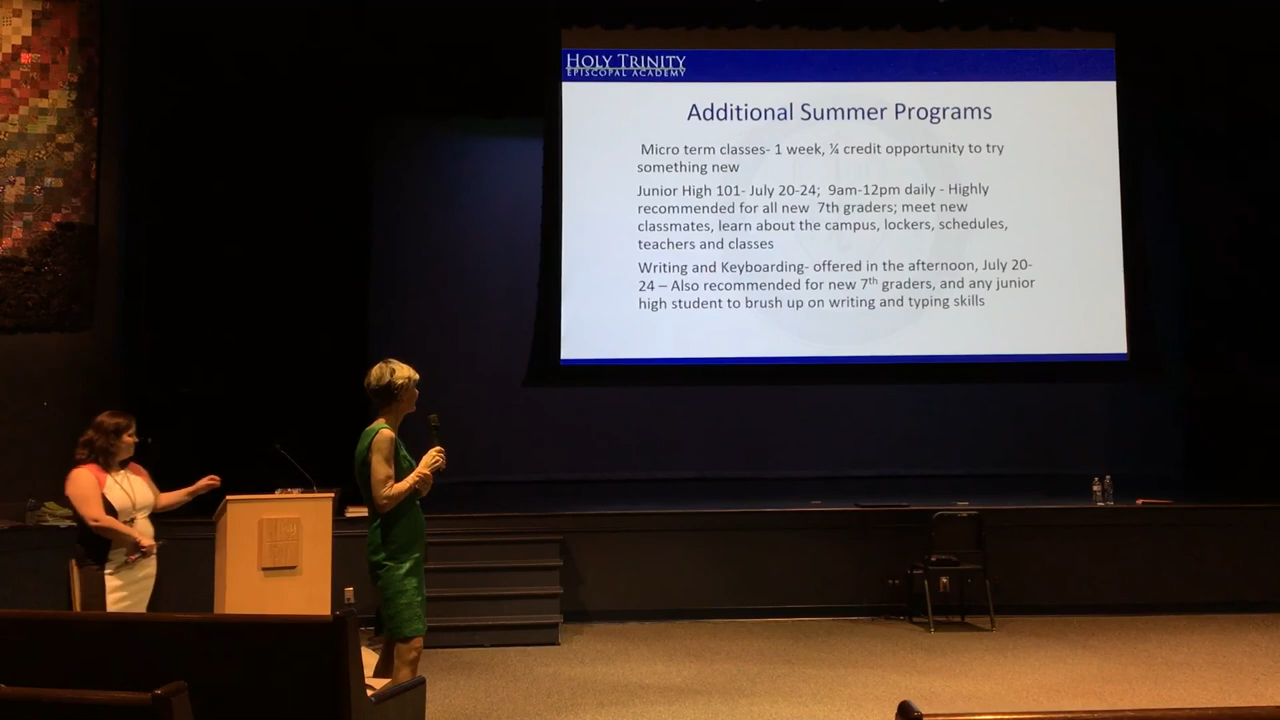 HOLY TRINITY
EPISCOPAL ACADEMY
Additional Summer Programs
Micro term classes- 1 week, ¼ credit opportunity to try
something new
Junior High 101- July 20-24; 9am-12pm daily - Highly
recommended for all new 7th graders; meet new
classmates, learn about the campus, lockers, schedules,
teachers and classes
Writing and Keyboarding- offered in the afternoon, July 20-
24 – Also recommended for new 7th graders, and any junior
high student to brush up on writing and typing skills